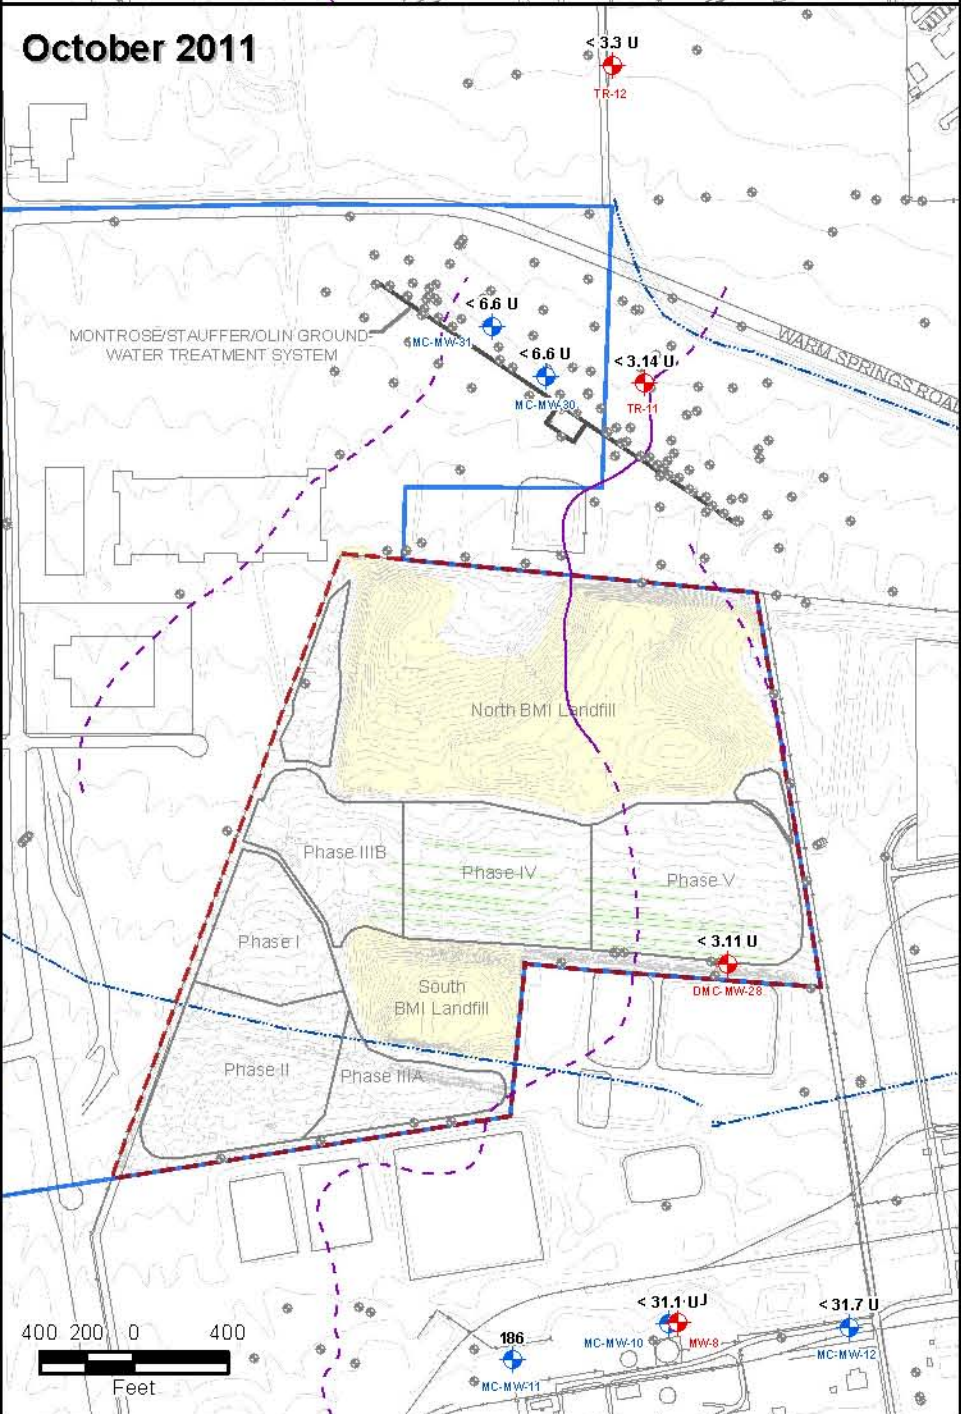 October 2011
< 3.3 U
TR-12
MONTROSE/STAUFFER/OLIN GROUND-
WATER TREATMENT SYSTEM
< 6.6 U
MC-MW-31
< 6.6 U
MC-MW-30
< 3.14 U
TR-11
WARM SPRINGS ROAD
North BMI Landfill
Phase IIIB
Phase IV
Phase V
Phase I
< 3.11 U
DMC-MW-28
South
BMI Landfill
Phase II
Phase IIIA
< 31.1 UJ
MC-MW-10
MW-8
< 31.7 U
MC-MW-12
186
MC-MW-11
400 200 0 400
Feet